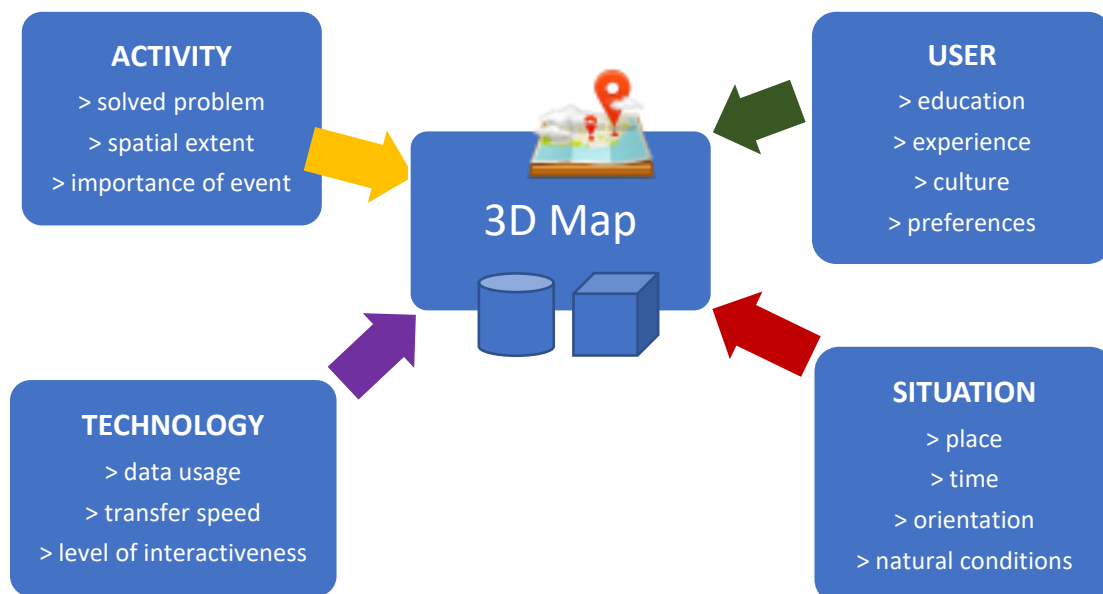 ACTIVITY
> solved problem
> spatial extent
> importance of event
USER
> education
> experience
> culture
> preferences
3D Map
TECHNOLOGY
> data usage
> transfer speed
> level of interactiveness
SITUATION
> place
> time
> orientation
> natural conditions